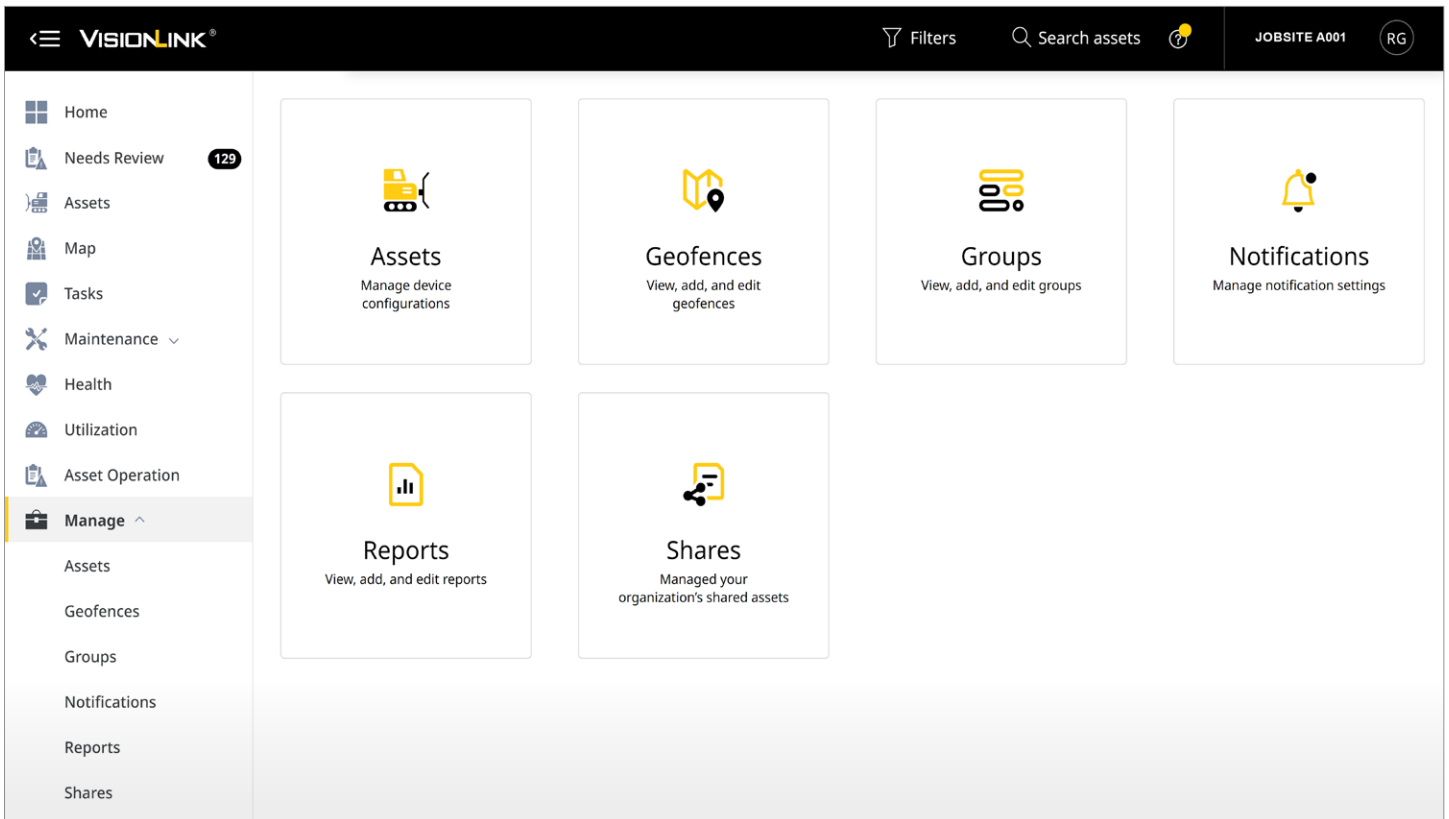 VISIONLINK®
Filters
Search assets
?
JOBSITE A001
RG
Home
Needs Review
129
Assets
Map
Tasks
Maintenance
Health
Utilization
Asset Operation
Manage
Assets
Geofences
Groups
Notifications
Reports
Shares
Assets
Manage device
configurations
Geofences
View, add, and edit
geofences
Groups
View, add, and edit groups
Notifications
Manage notification settings
Reports
View, add, and edit reports
Shares
Managed your
organization’s shared assets